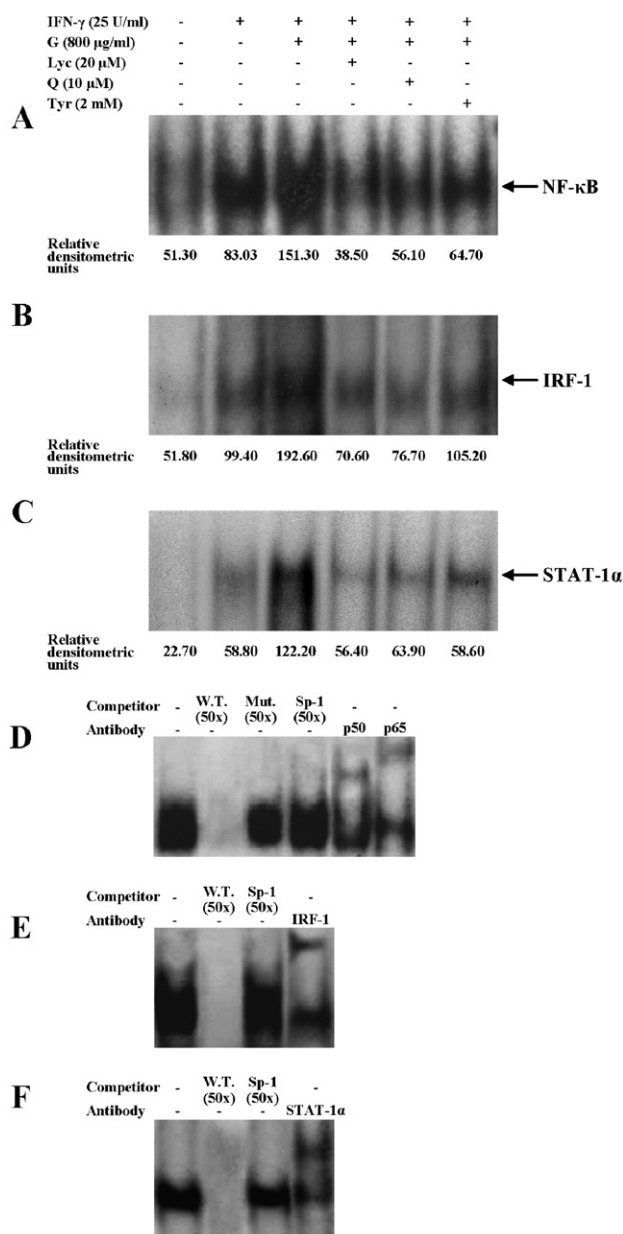 IFN-γ (25 U/ml) - + + + + +
G (800 µg/ml) - - + + + +
Lyc (20 µM) - - - + - -
Q (10 µM) - - - - + -
Tyr (2 mM) - - - - - +
A
NF-κB
Relative densitometric units 51.30 83.03 151.30 38.50 56.10 64.70
B
IRF-1
Relative densitometric units 51.80 99.40 192.60 70.60 76.70 105.20
C
STAT-1α
Relative densitometric units 22.70 58.80 122.20 56.40 63.90 58.60
D
Competitor - W.T. (50x) Mut. (50x) Sp-1 (50x) - -
Antibody - - - - p50 p65
E
Competitor - W.T. (50x) Sp-1 (50x) -
Antibody - - - IRF-1
F
Competitor - W.T. (50x) Sp-1 (50x) -
Antibody - - - STAT-1α